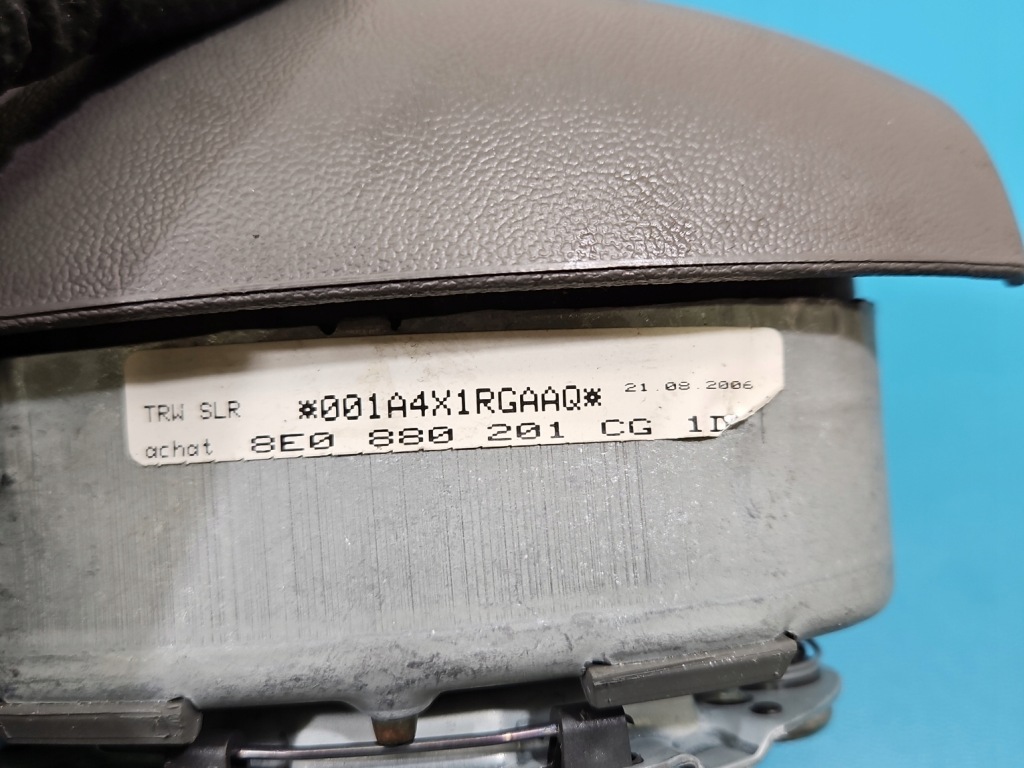 TRW SLR *001A4X1RGAAQ* 21.08.2006
achat 8E0 880 201 CG